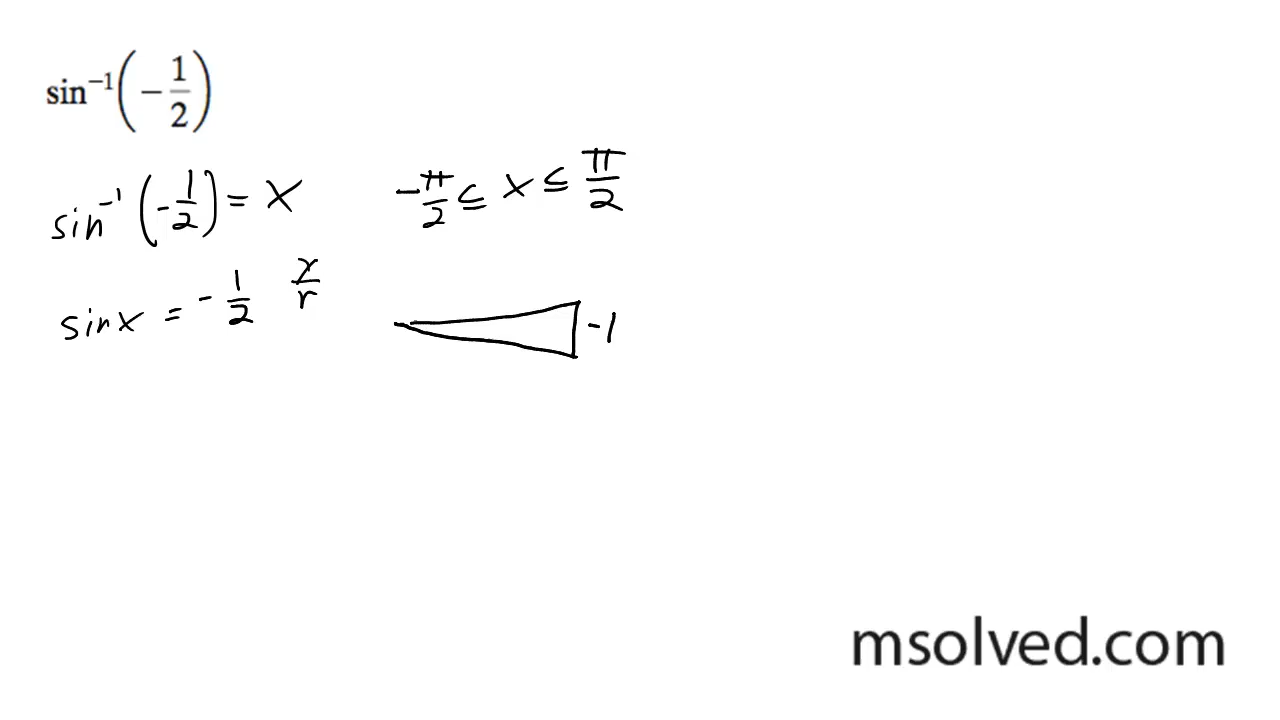 sin⁻¹(-1/2)
sin⁻¹(-1/2) = x   -π/2 ≤ x ≤ π/2
sin x = -1/2   y/r   -1
msolved.com